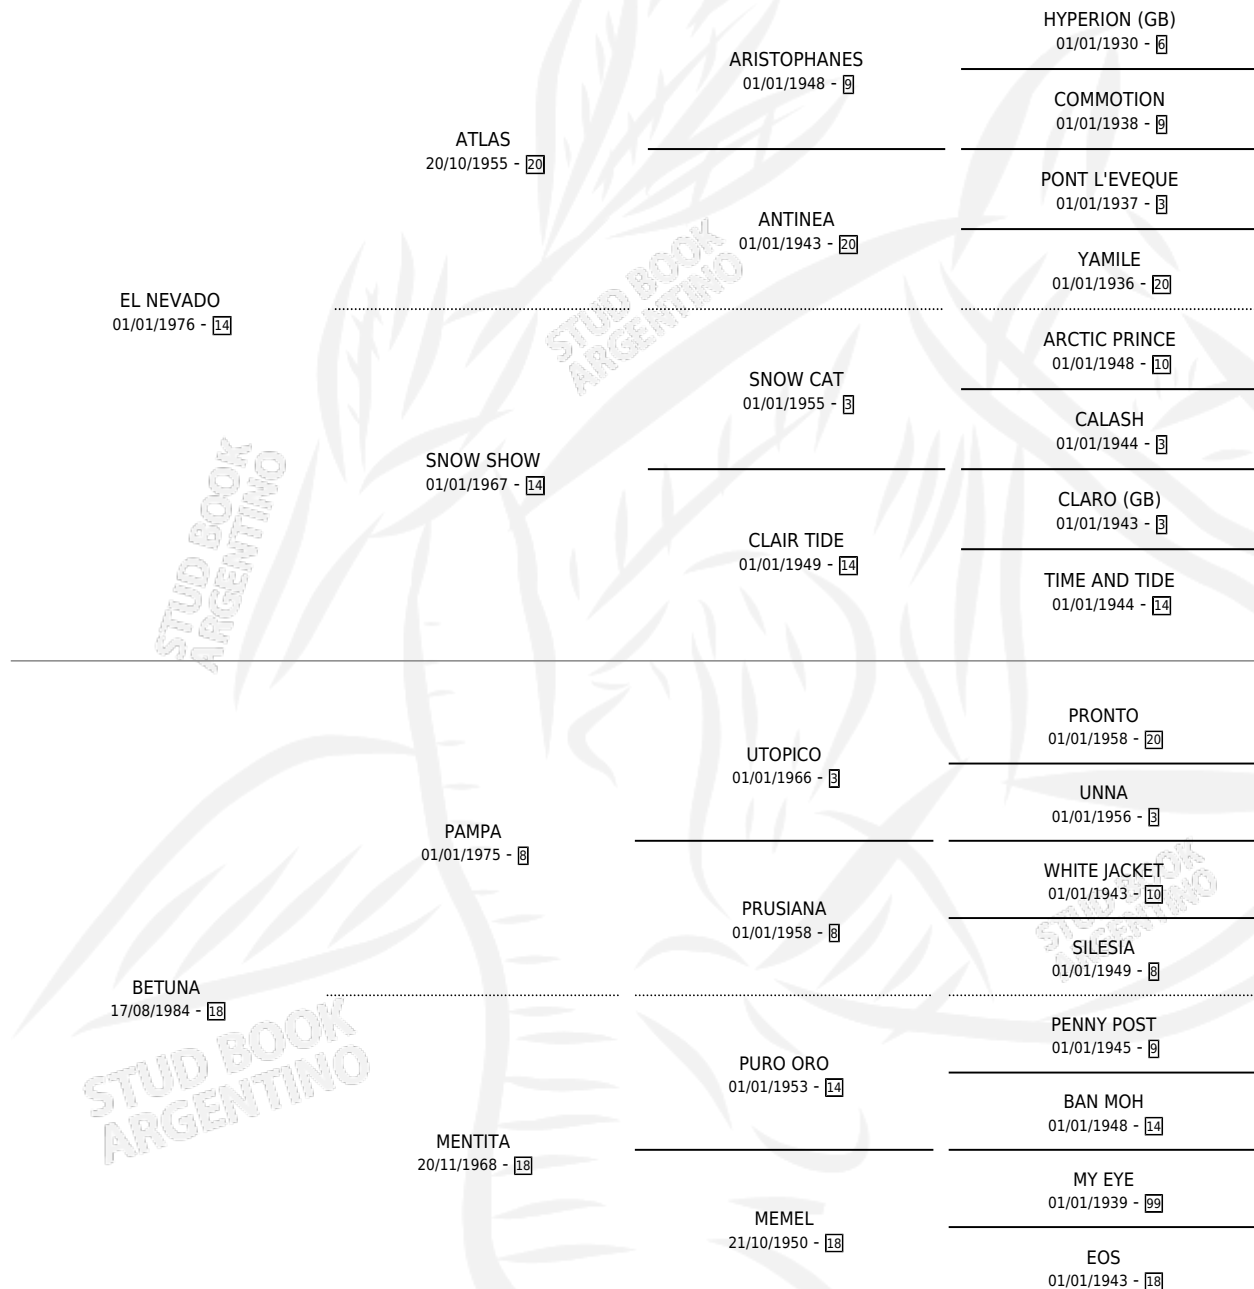 HYPERION (GB)
01/01/1930 - 6
ARISTOPHANES
01/01/1948 - 9
COMMOTION
01/01/1938 - 9
ATLAS
20/10/1955 - 20
PONT L'EVEQUE
01/01/1937 - 3
ANTINEA
01/01/1943 - 20
YAMILE
01/01/1936 - 20
EL NEVADO
01/01/1976 - 14
STUD BOOK
ARGENTINO
ARCTIC PRINCE
01/01/1948 - 10
SNOW CAT
01/01/1955 - 3
CALASH
01/01/1944 - 3
SNOW SHOW
01/01/1967 - 14
CLARO (GB)
01/01/1943 - 3
CLAIR TIDE
01/01/1949 - 14
TIME AND TIDE
01/01/1944 - 14
STUD BOOK
ARGENTINO
PRONTO
01/01/1958 - 20
UTOPICO
01/01/1966 - 3
UNNA
01/01/1956 - 3
PAMPA
01/01/1975 - 8
WHITE JACKET
01/01/1943 - 10
PRUSIANA
01/01/1958 - 8
STUD BOOK
ARGENTINO
SILESIA
01/01/1949 - 8
BETUNA
17/08/1984 - 18
STUD BOOK
ARGENTINO
PENNY POST
01/01/1945 - 9
PURO ORO
01/01/1953 - 14
BAN MOH
01/01/1948 - 14
MENTITA
20/11/1968 - 18
MY EYE
01/01/1939 - 99
MEMEL
21/10/1950 - 18
EOS
01/01/1943 - 18